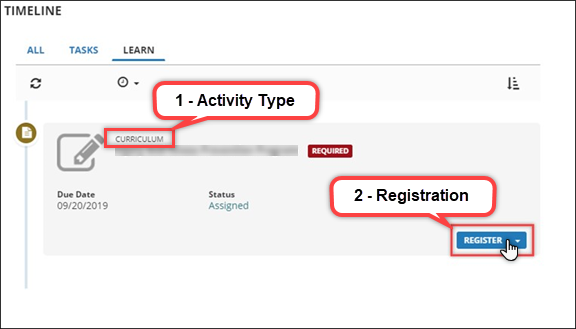 TIMELINE
ALL TASKS LEARN
1 - Activity Type
CURRICULUM
REQUIRED
Due Date Status
09/20/2019 Assigned
2 - Registration
REGISTER